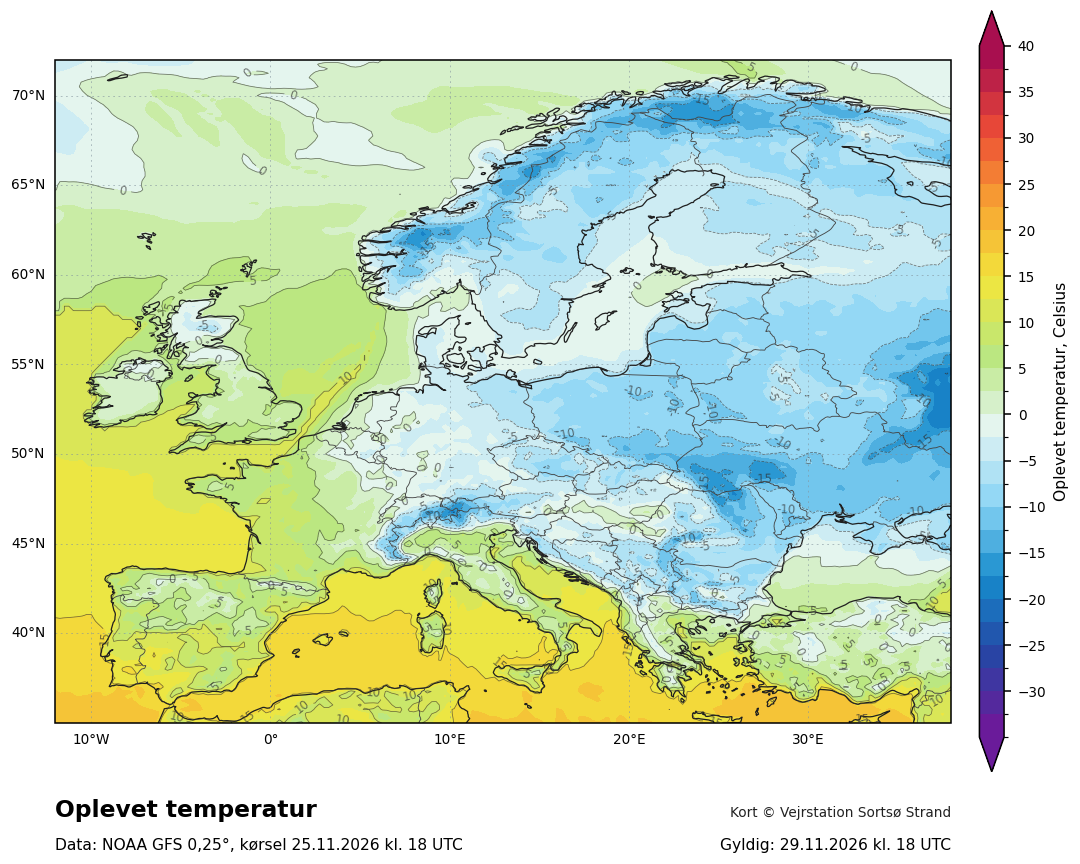 70°N
65°N
60°N
55°N
50°N
45°N
40°N
10°W
0°
10°E
20°E
30°E
40
35
30
25
20
15
10
5
0
−5
−10
−15
−20
−25
−30
Oplevet temperatur, Celsius
Oplevet temperatur
Kort © Vejrstation Sortsø Strand
Data: NOAA GFS 0,25°, kørsel 25.11.2026 kl. 18 UTC
Gyldig: 29.11.2026 kl. 18 UTC